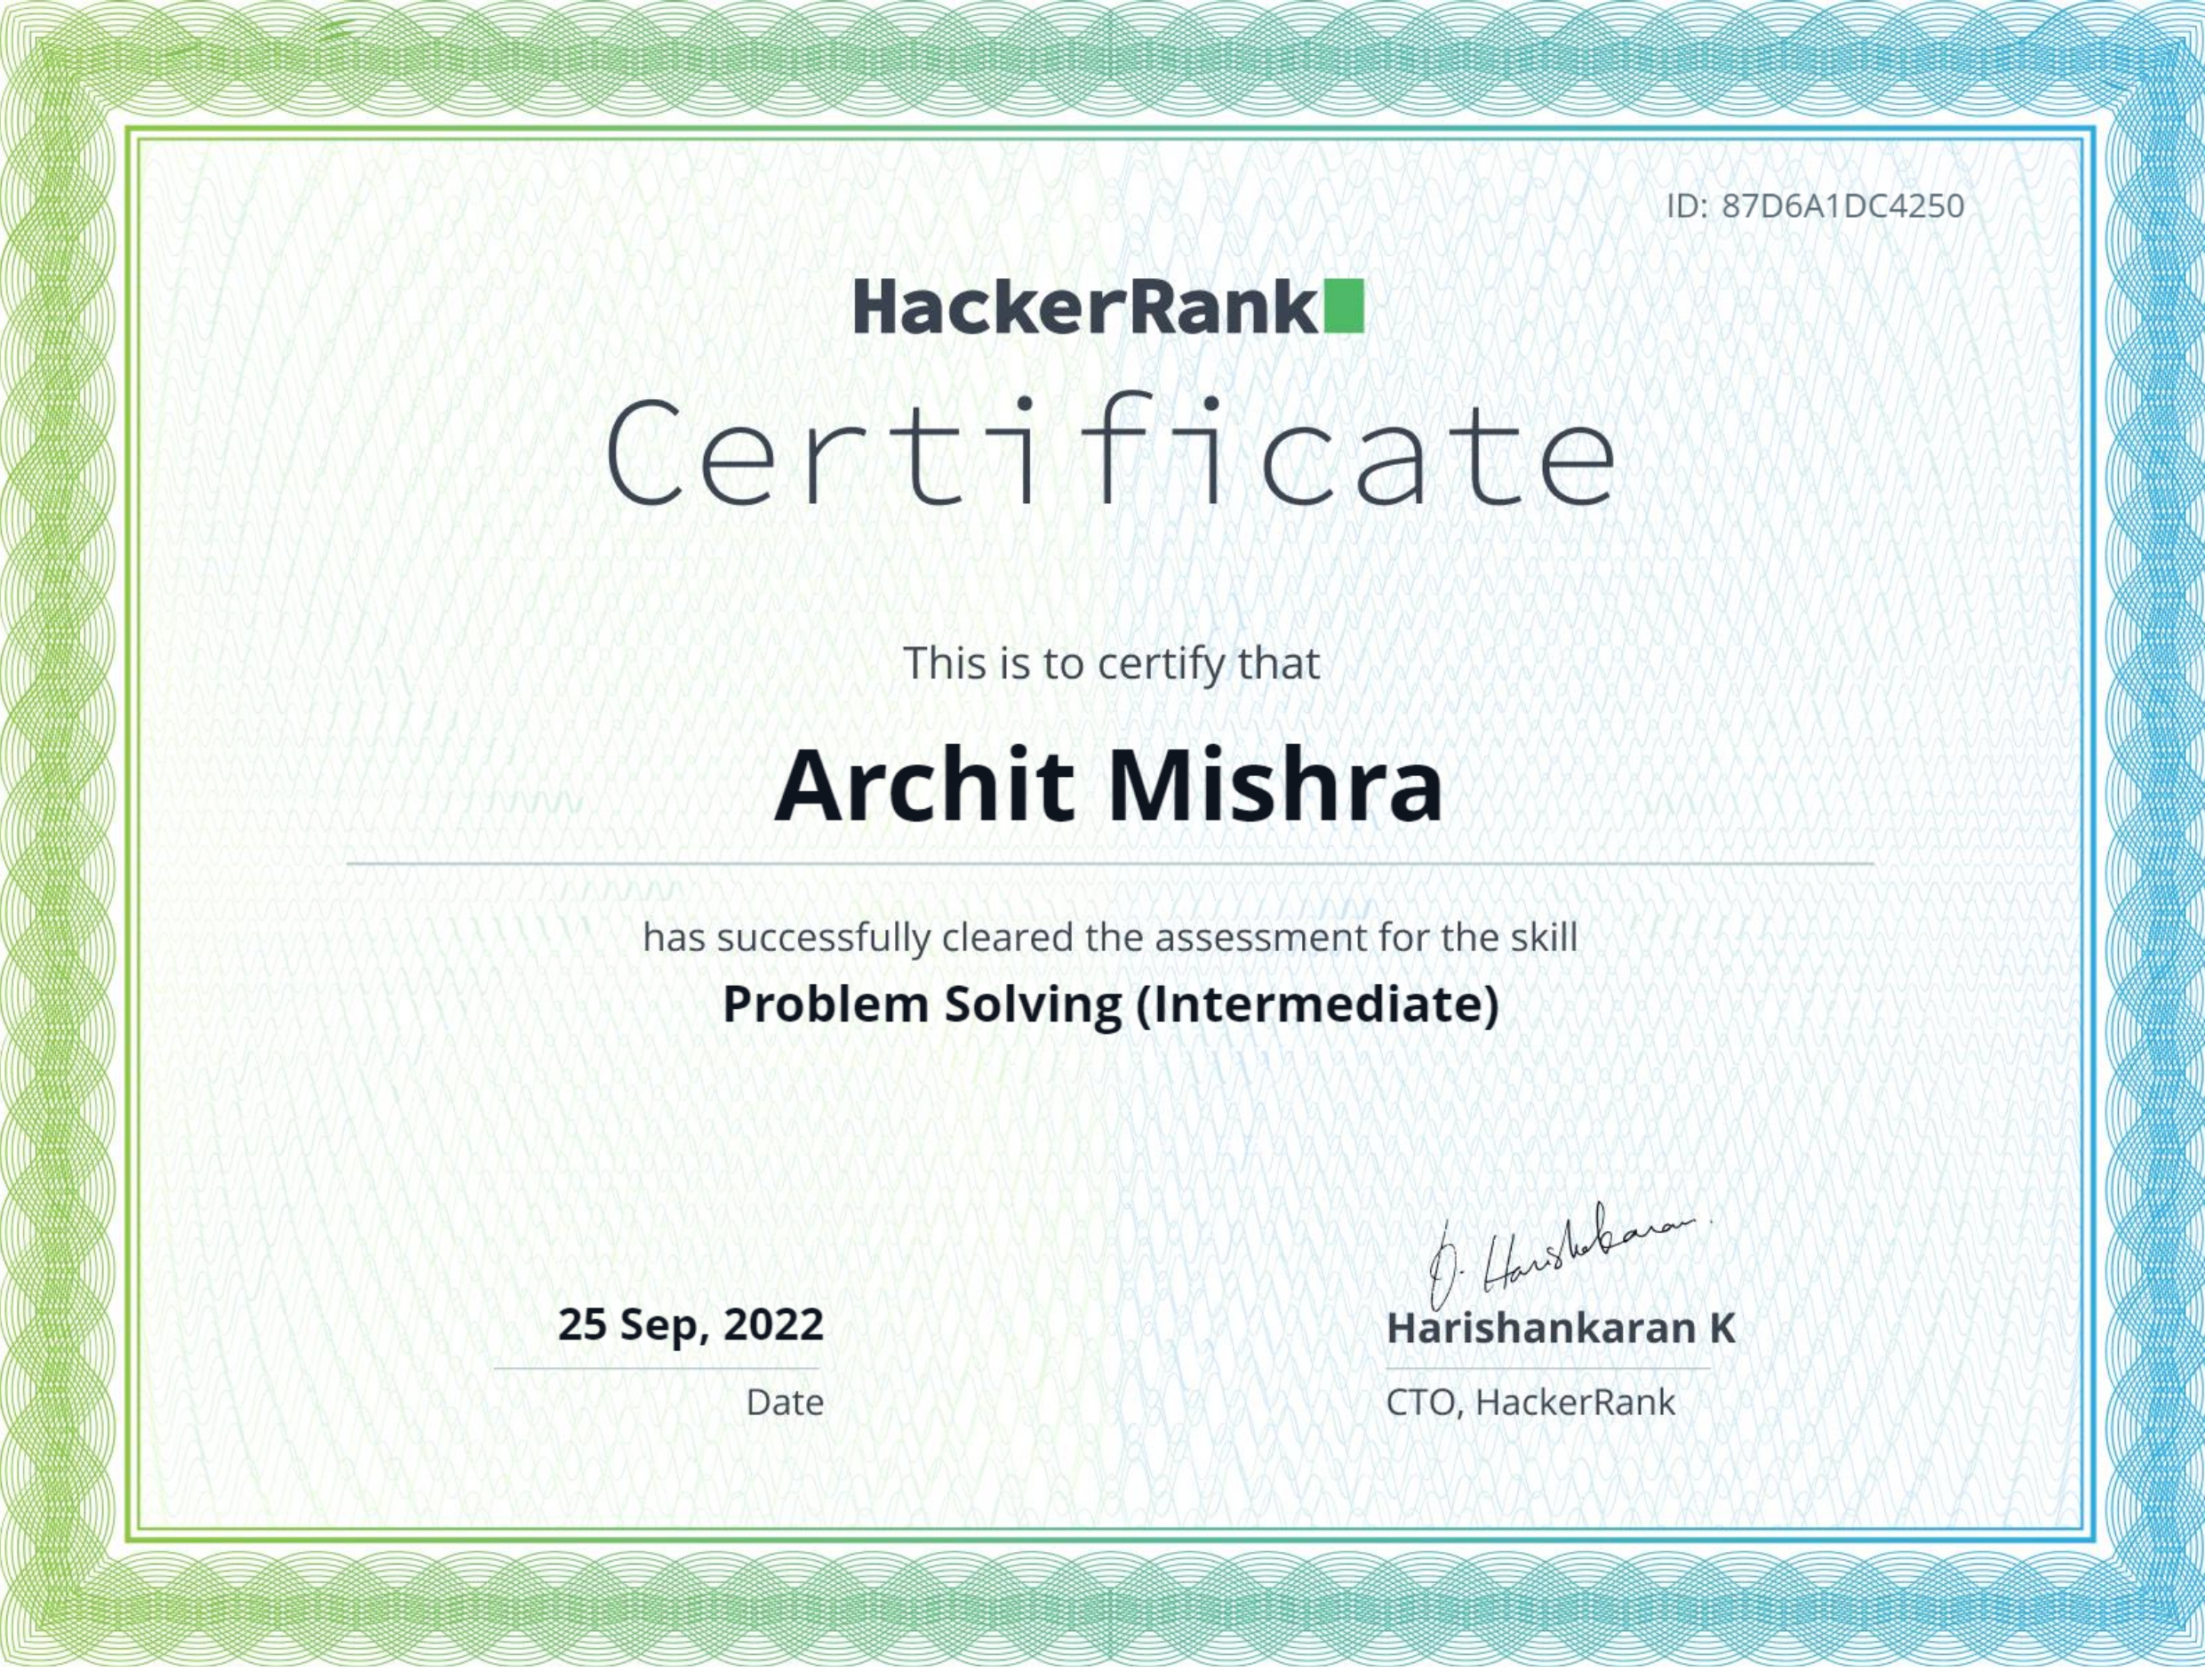 ID: 87D6A1DC4250
HackerRank
Certificate
This is to certify that
Archit Mishra
has successfully cleared the assessment for the skill
Problem Solving (Intermediate)
Harishankaran
25 Sep, 2022
Harishankaran K
Date
CTO, HackerRank